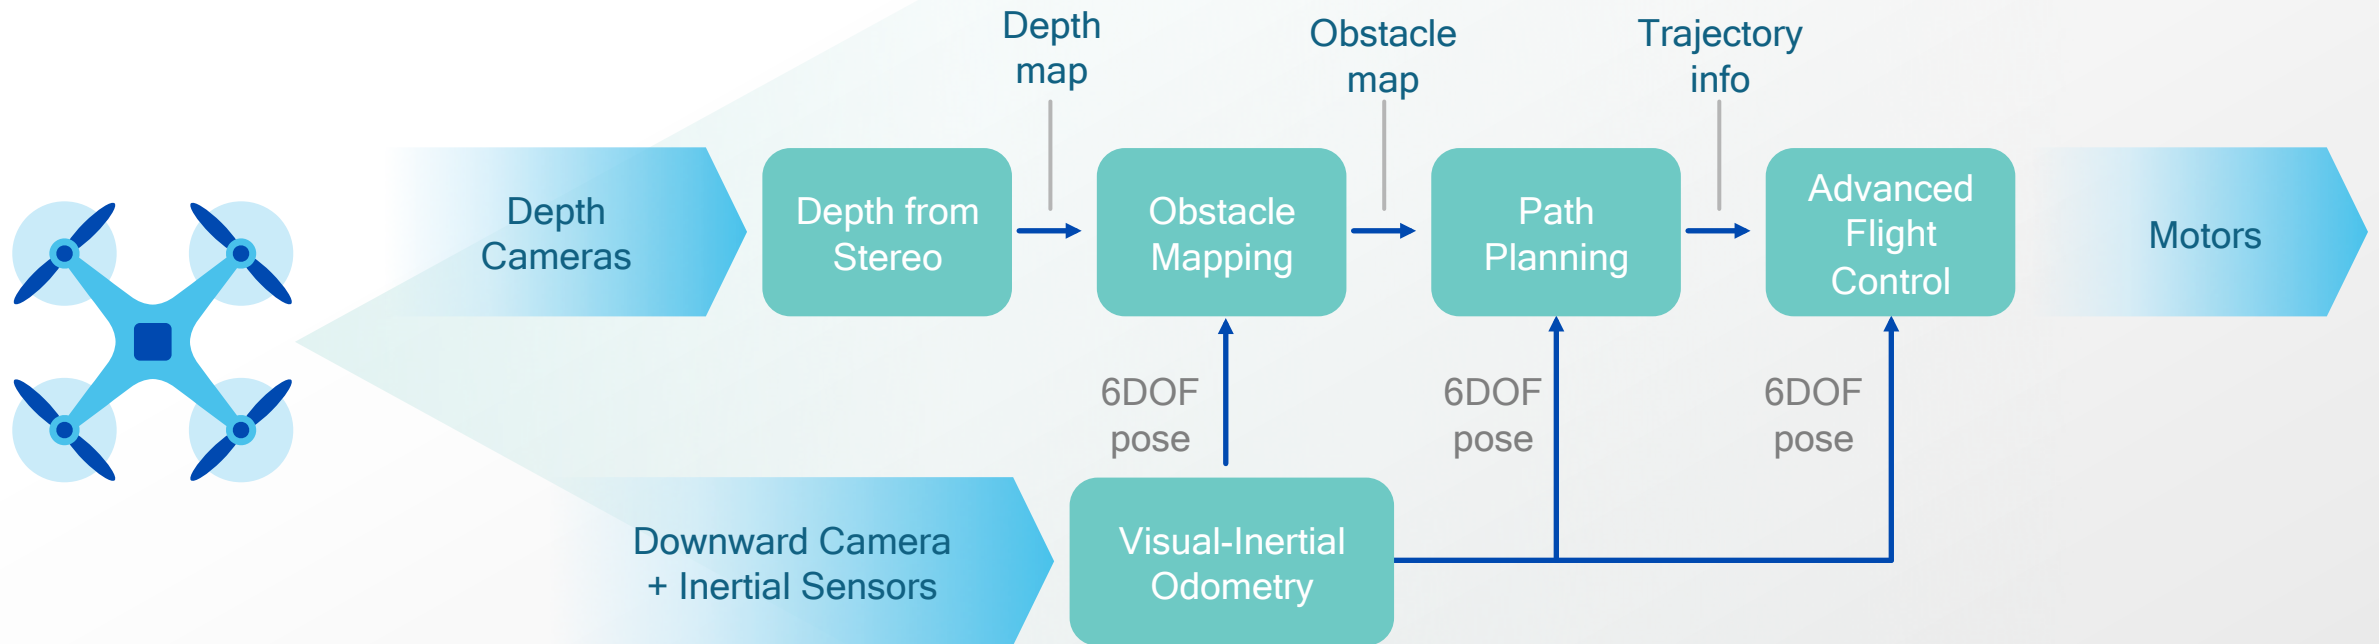 Depth
map
Obstacle
map
Trajectory
info
Depth
Cameras
Depth from
Stereo
Obstacle
Mapping
Path
Planning
Advanced
Flight
Control
Motors
6DOF
pose
6DOF
pose
6DOF
pose
Downward Camera
+ Inertial Sensors
Visual-Inertial
Odometry